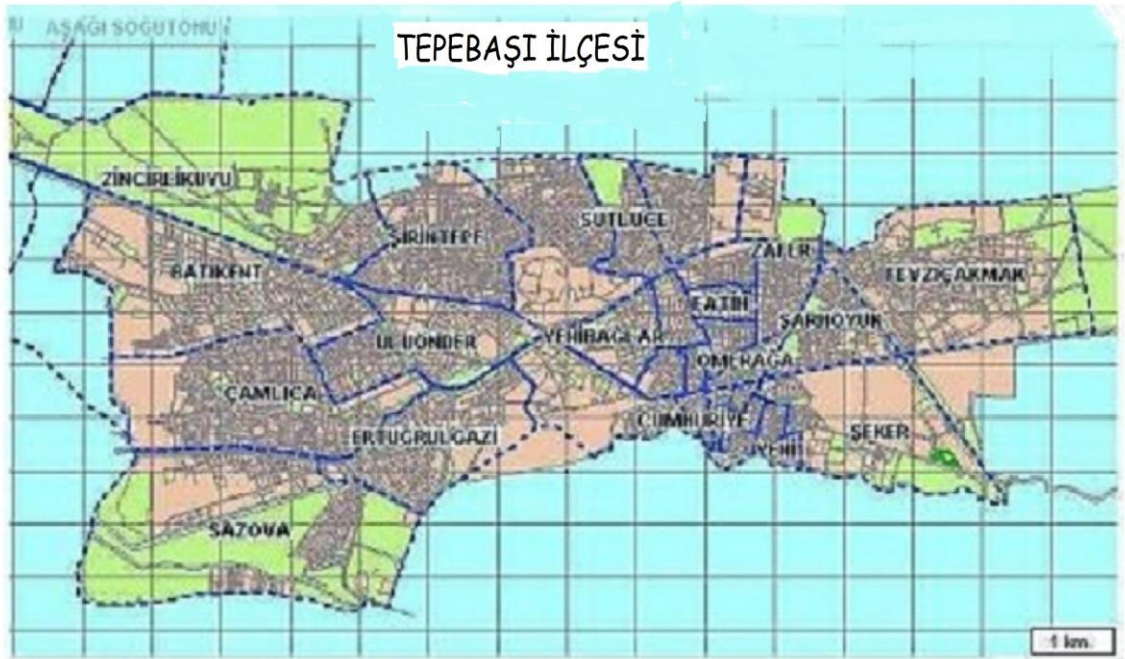 AŞAĞI SÖĞÜTÖNÜ
TEPEBAŞI İLÇESİ
ZİNCİRLİKUYU
SÜTLÜCE
ŞİRİNTEPE
ZAFER
BATIKENT
FEVZİÇAKMAK
FATİH
ŞARHÖYÜK
YENİBAĞLAR
ULUÖNDER
ÖMERAĞA
ÇAMLICA
CUMHURİYE
ŞEKER
ERTUĞRULGAZİ
YENİ
SAZOVA
1 km.